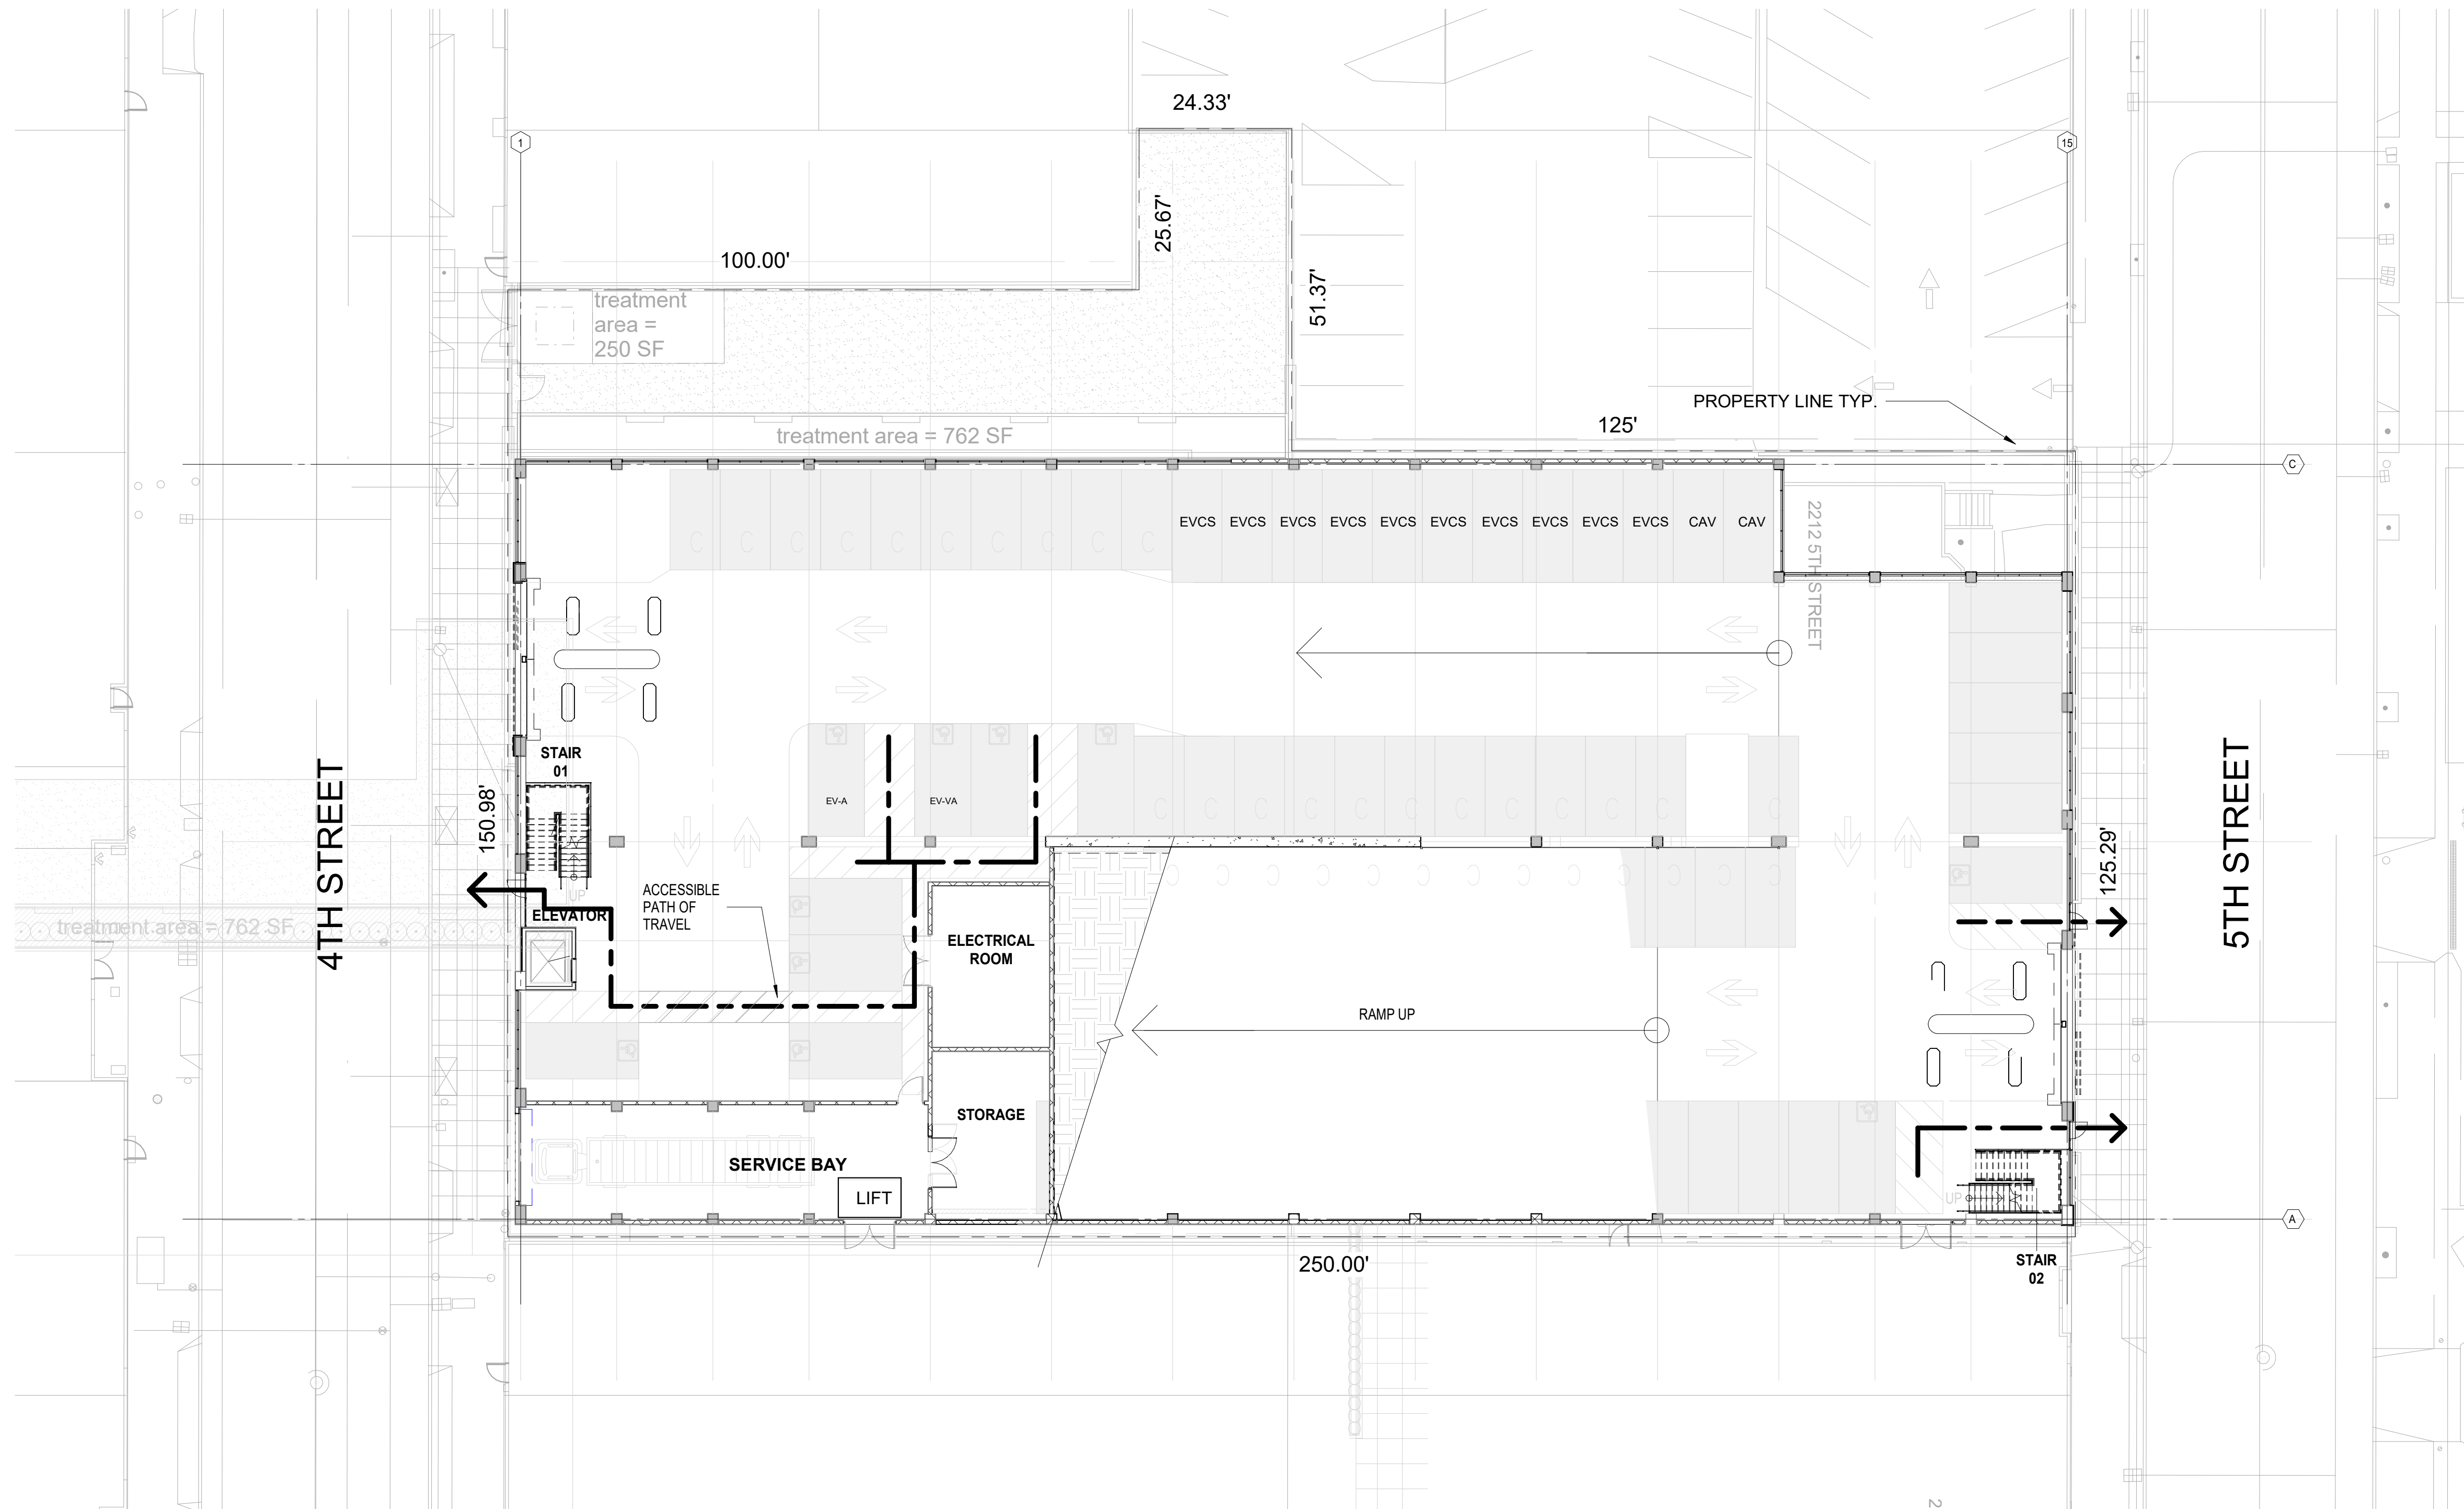 24.33'
1
15
25.67'
100.00'
51.37'
treatment
area =
250 SF
PROPERTY LINE TYP.
125'
treatment area = 762 SF
C
EVCS EVCS EVCS EVCS EVCS EVCS EVCS EVCS EVCS EVCS CAV CAV
2212 5TH STREET
C C C C C C C C C C
STAIR
01
4TH STREET
5TH STREET
150.98'
EV-A
EV-VA
C C C C C C C C C C C C
125.29'
C C C C C C C C C C C C C
UP
ACCESSIBLE
PATH OF
TRAVEL
ELEVATOR
treatment area = 762 SF
ELECTRICAL
ROOM
RAMP UP
STORAGE
SERVICE BAY
LIFT
UP
A
250.00'
STAIR
02
2